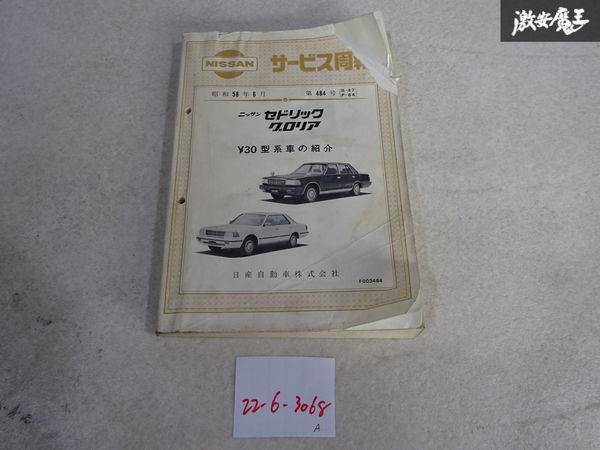 激安魔王
NISSAN サービス周報
昭和58年6月 第484号 R-47 P-64
ニッサン セドリック
グロリア
Y30型系車の紹介
日産自動車株式会社
F003484
22-6-3068
A